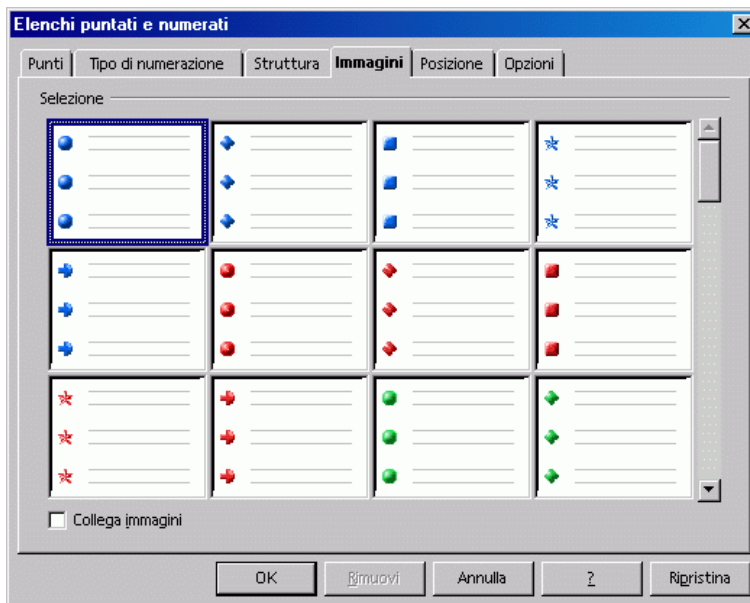 Elenchi puntati e numerati
Punti Tipo di numerazione Struttura Immagini Posizione Opzioni
Selezione
Collega immagini
OK Rimuovi Annulla ? Ripristina